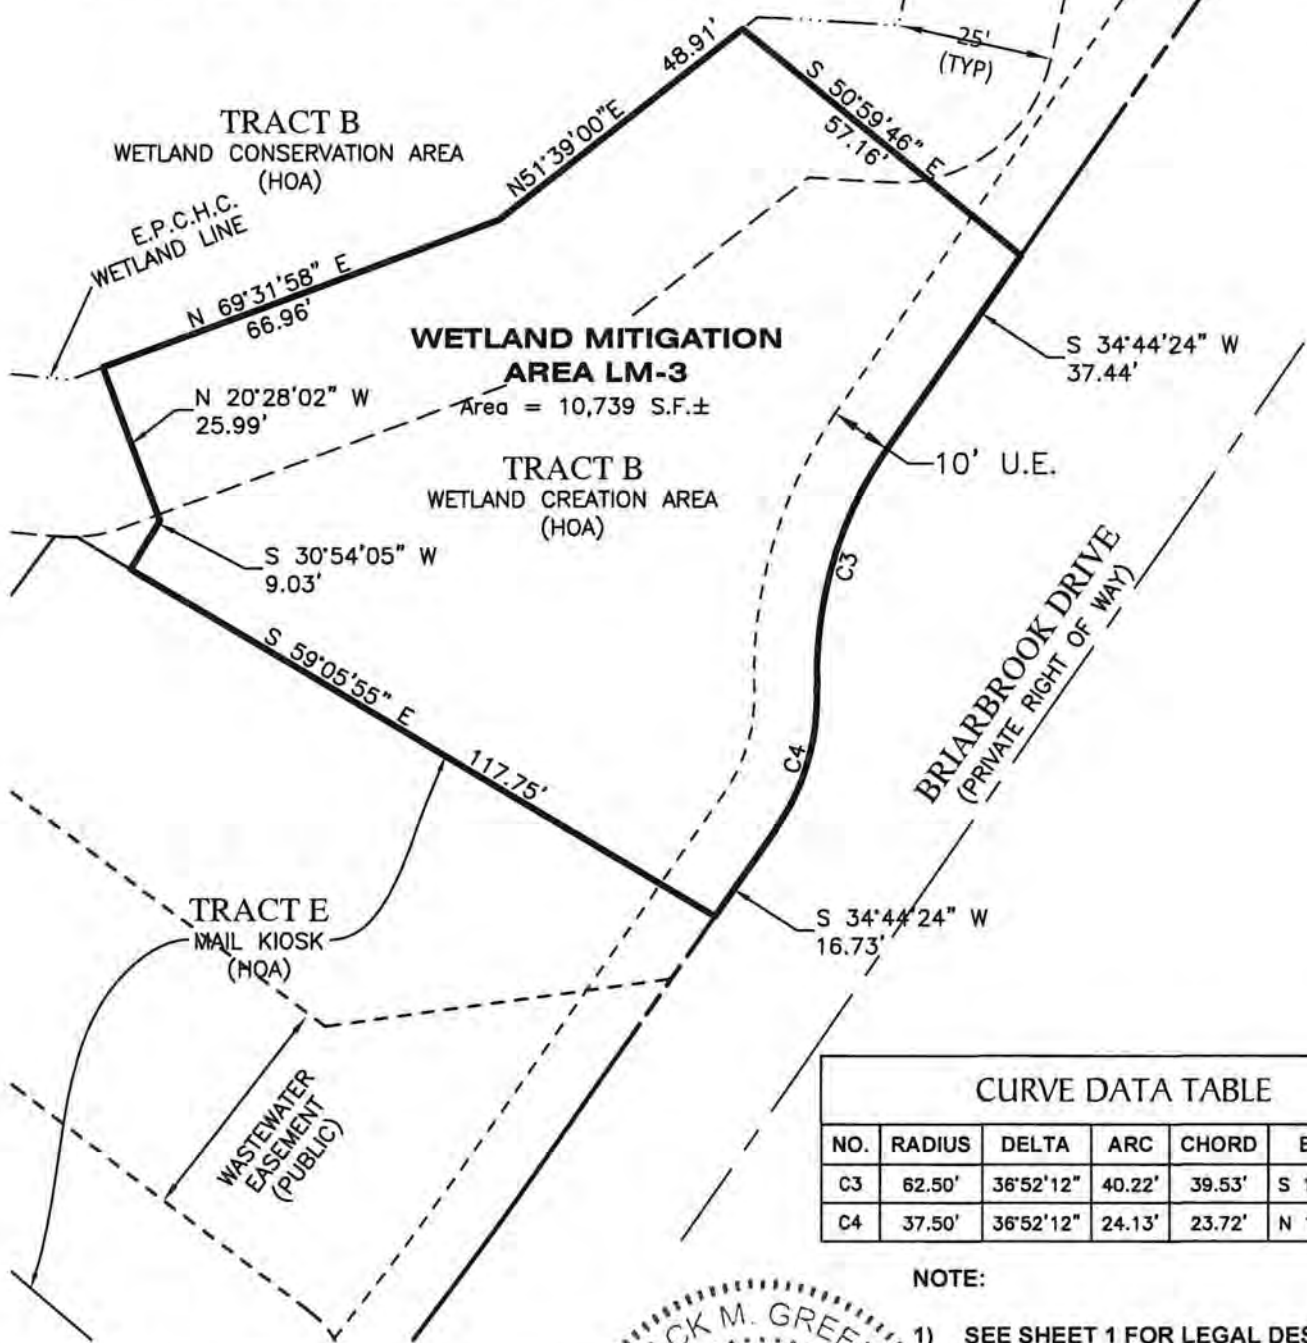 48.91'
25'
(TYP)
S 50°59'46" E
57.16'
TRACT B
WETLAND CONSERVATION AREA
(HOA)
N51°39'00"E
E.P.C.H.C.
WETLAND LINE
N 69°31'58" E
66.96'
WETLAND MITIGATION
AREA LM-3
Area = 10,739 S.F.±
S 34°44'24" W
37.44'
N 20°28'02" W
25.99'
TRACT B
WETLAND CREATION AREA
(HOA)
10' U.E.
S 30°54'05" W
9.03'
C3
BRIARBROOK DRIVE
(PRIVATE RIGHT OF WAY)
S 59°05'55" E
117.75'
C4
TRACT E
MAIL KIOSK
(HOA)
S 34°44'24" W
16.73'
WASTEWATER
EASEMENT
(PUBLIC)
CURVE DATA TABLE
NO. RADIUS DELTA ARC CHORD
C3 62.50' 36°52'12" 40.22' 39.53' S
C4 37.50' 36°52'12" 24.13' 23.72' N
NOTE:
CK M. GREE
1) SEE SHEET 1 FOR LEGAL DES